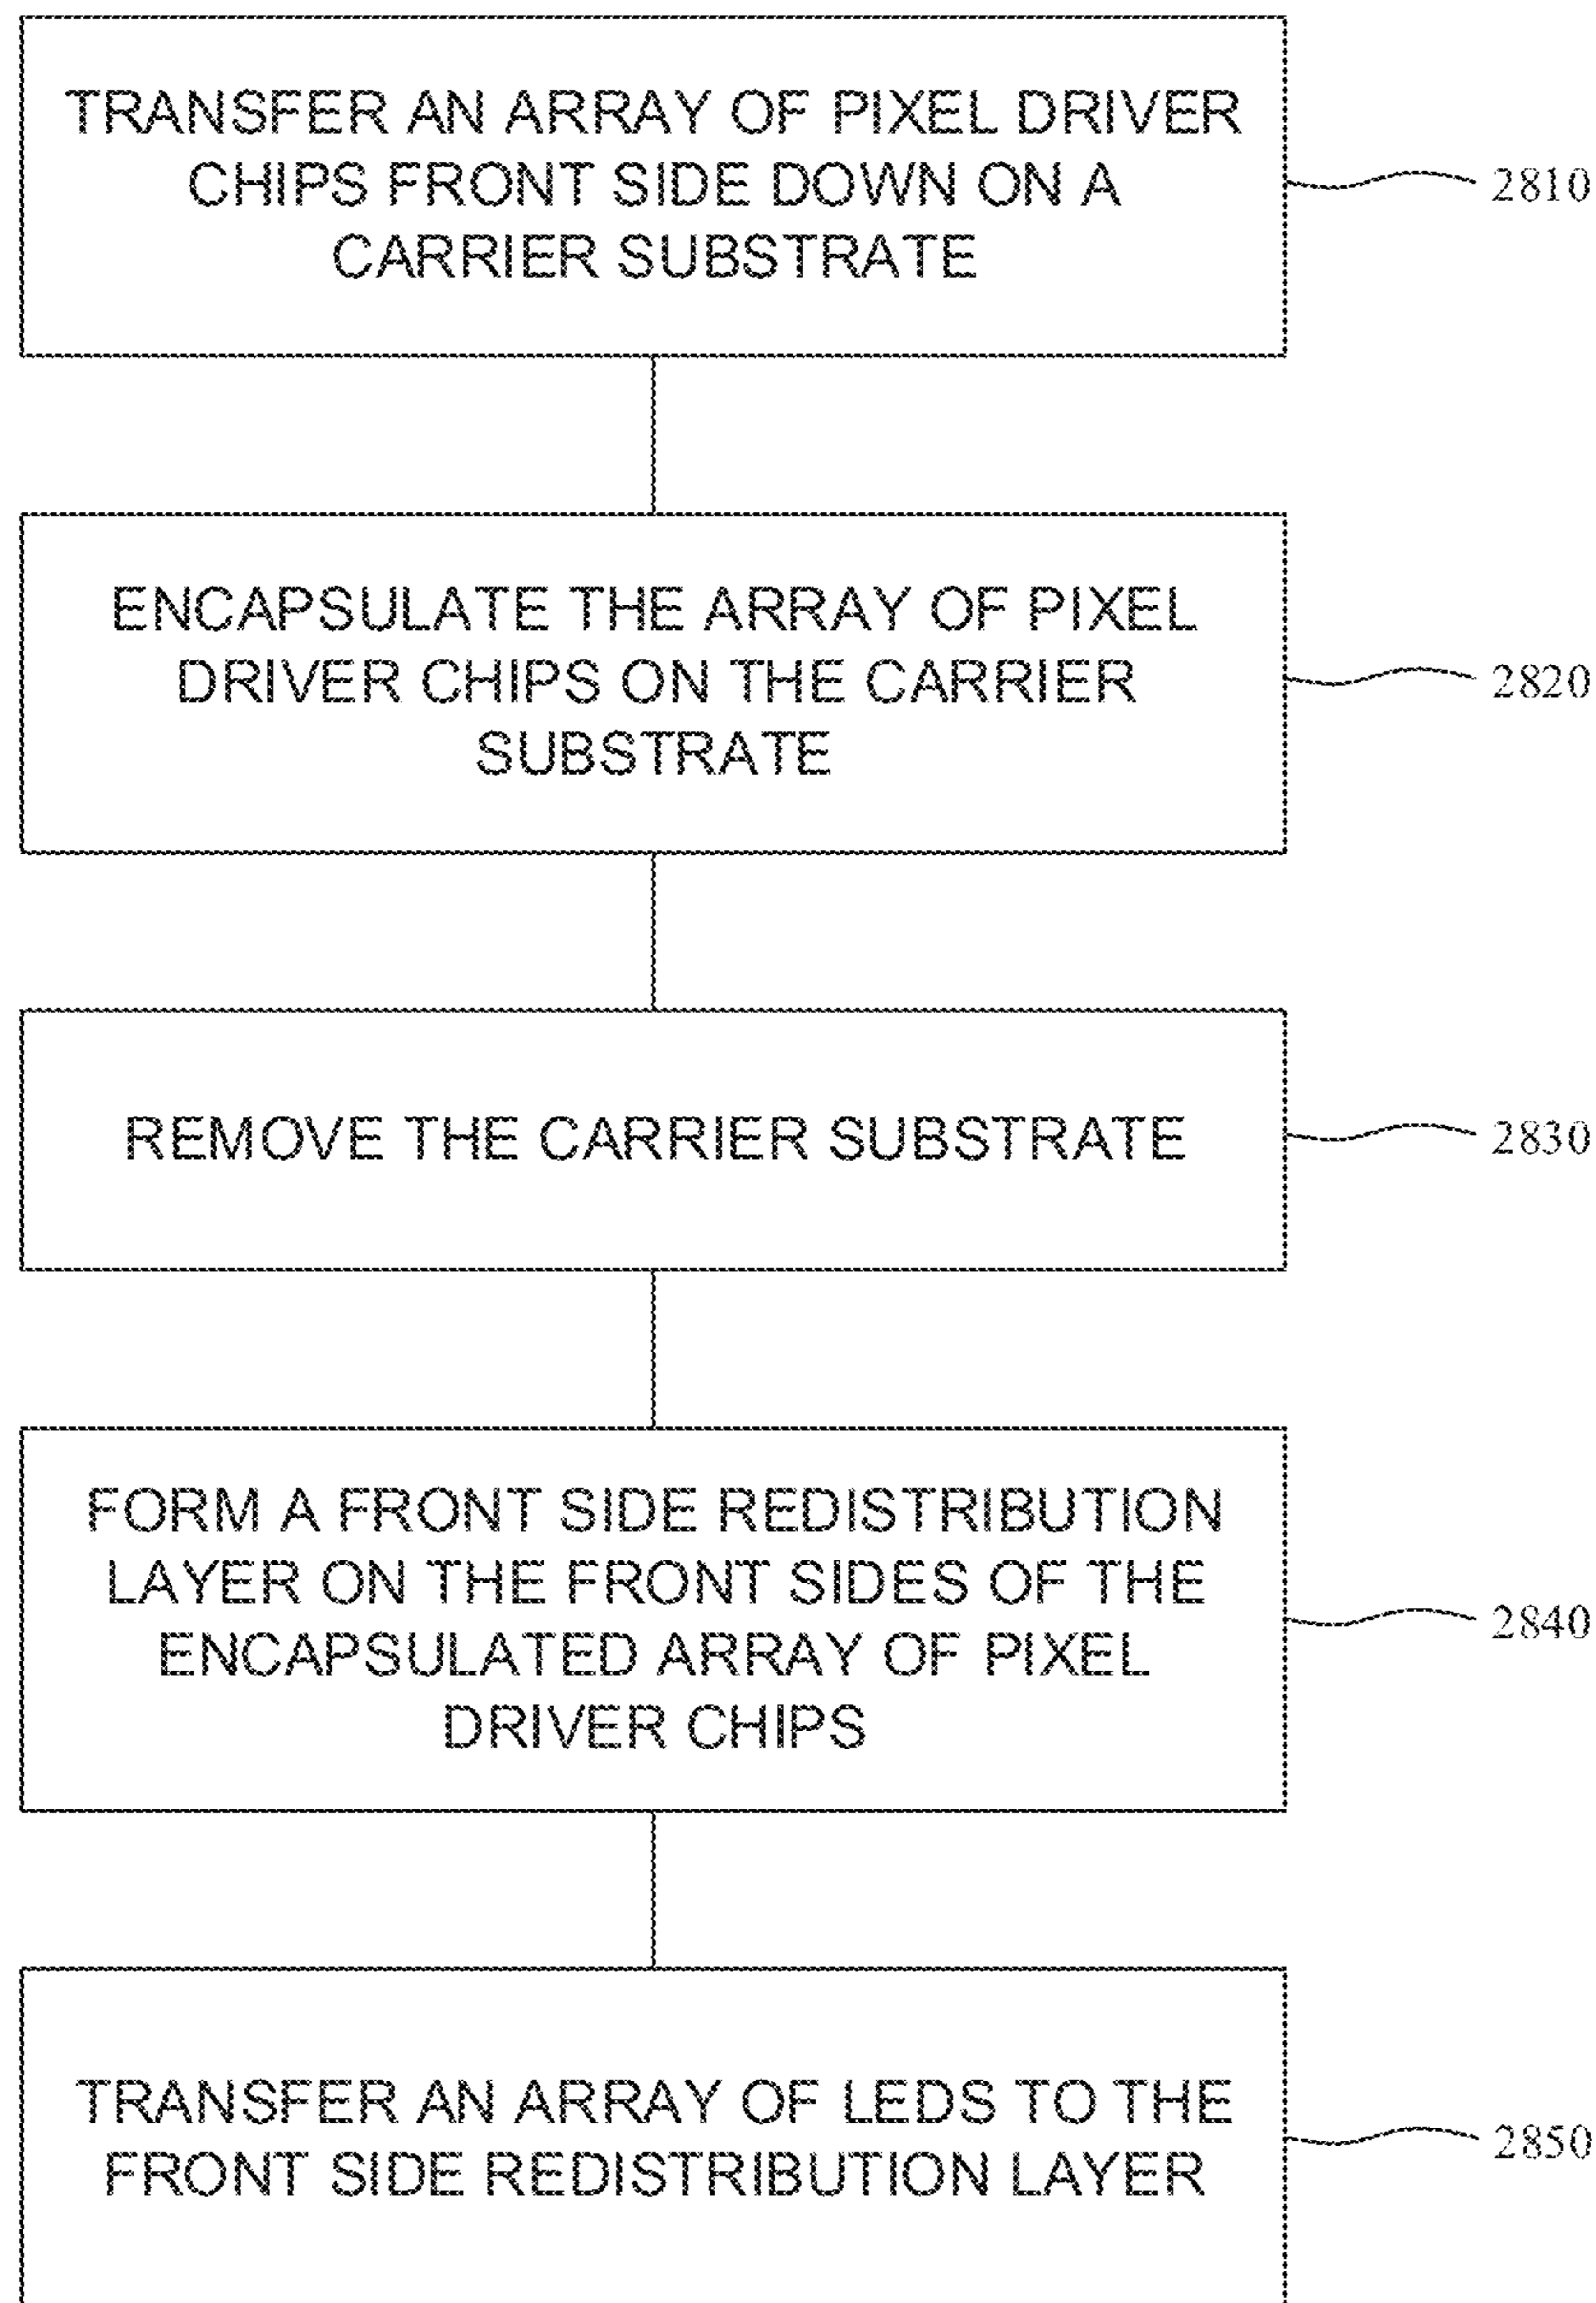 TRANSFER AN ARRAY OF PIXEL DRIVER
CHIPS FRONT SIDE DOWN ON A
CARRIER SUBSTRATE
2810
ENCAPSULATE THE ARRAY OF PIXEL
DRIVER CHIPS ON THE CARRIER
SUBSTRATE
2820
REMOVE THE CARRIER SUBSTRATE
2830
FORM A FRONT SIDE REDISTRIBUTION
LAYER ON THE FRONT SIDES OF THE
ENCAPSULATED ARRAY OF PIXEL
DRIVER CHIPS
2840
TRANSFER AN ARRAY OF LEDS TO THE
FRONT SIDE REDISTRIBUTION LAYER
2850